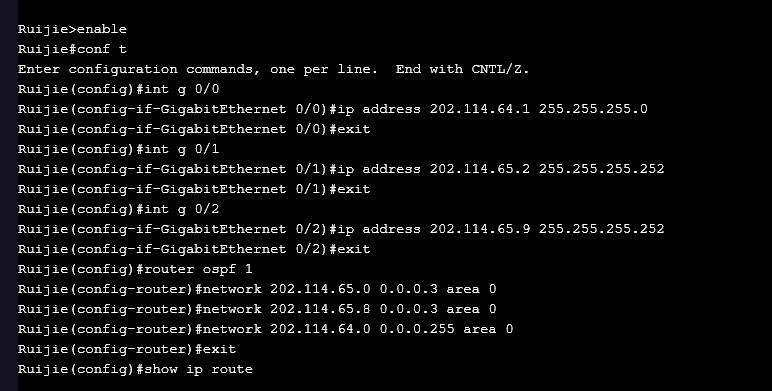 Ruijie>enable
Ruijie#conf t
Enter configuration commands, one per line.  End with CNTL/Z.
Ruijie(config)#int g 0/0
Ruijie(config-if-GigabitEthernet 0/0)#ip address 202.114.64.1 255.255.255.0
Ruijie(config-if-GigabitEthernet 0/0)#exit
Ruijie(config)#int g 0/1
Ruijie(config-if-GigabitEthernet 0/1)#ip address 202.114.65.2 255.255.255.252
Ruijie(config-if-GigabitEthernet 0/1)#exit
Ruijie(config)#int g 0/2
Ruijie(config-if-GigabitEthernet 0/2)#ip address 202.114.65.9 255.255.255.252
Ruijie(config-if-GigabitEthernet 0/2)#exit
Ruijie(config)#router ospf 1
Ruijie(config-router)#network 202.114.65.0 0.0.0.3 area 0
Ruijie(config-router)#network 202.114.65.8 0.0.0.3 area 0
Ruijie(config-router)#network 202.114.64.0 0.0.0.255 area 0
Ruijie(config-router)#exit
Ruijie(config)#show ip route